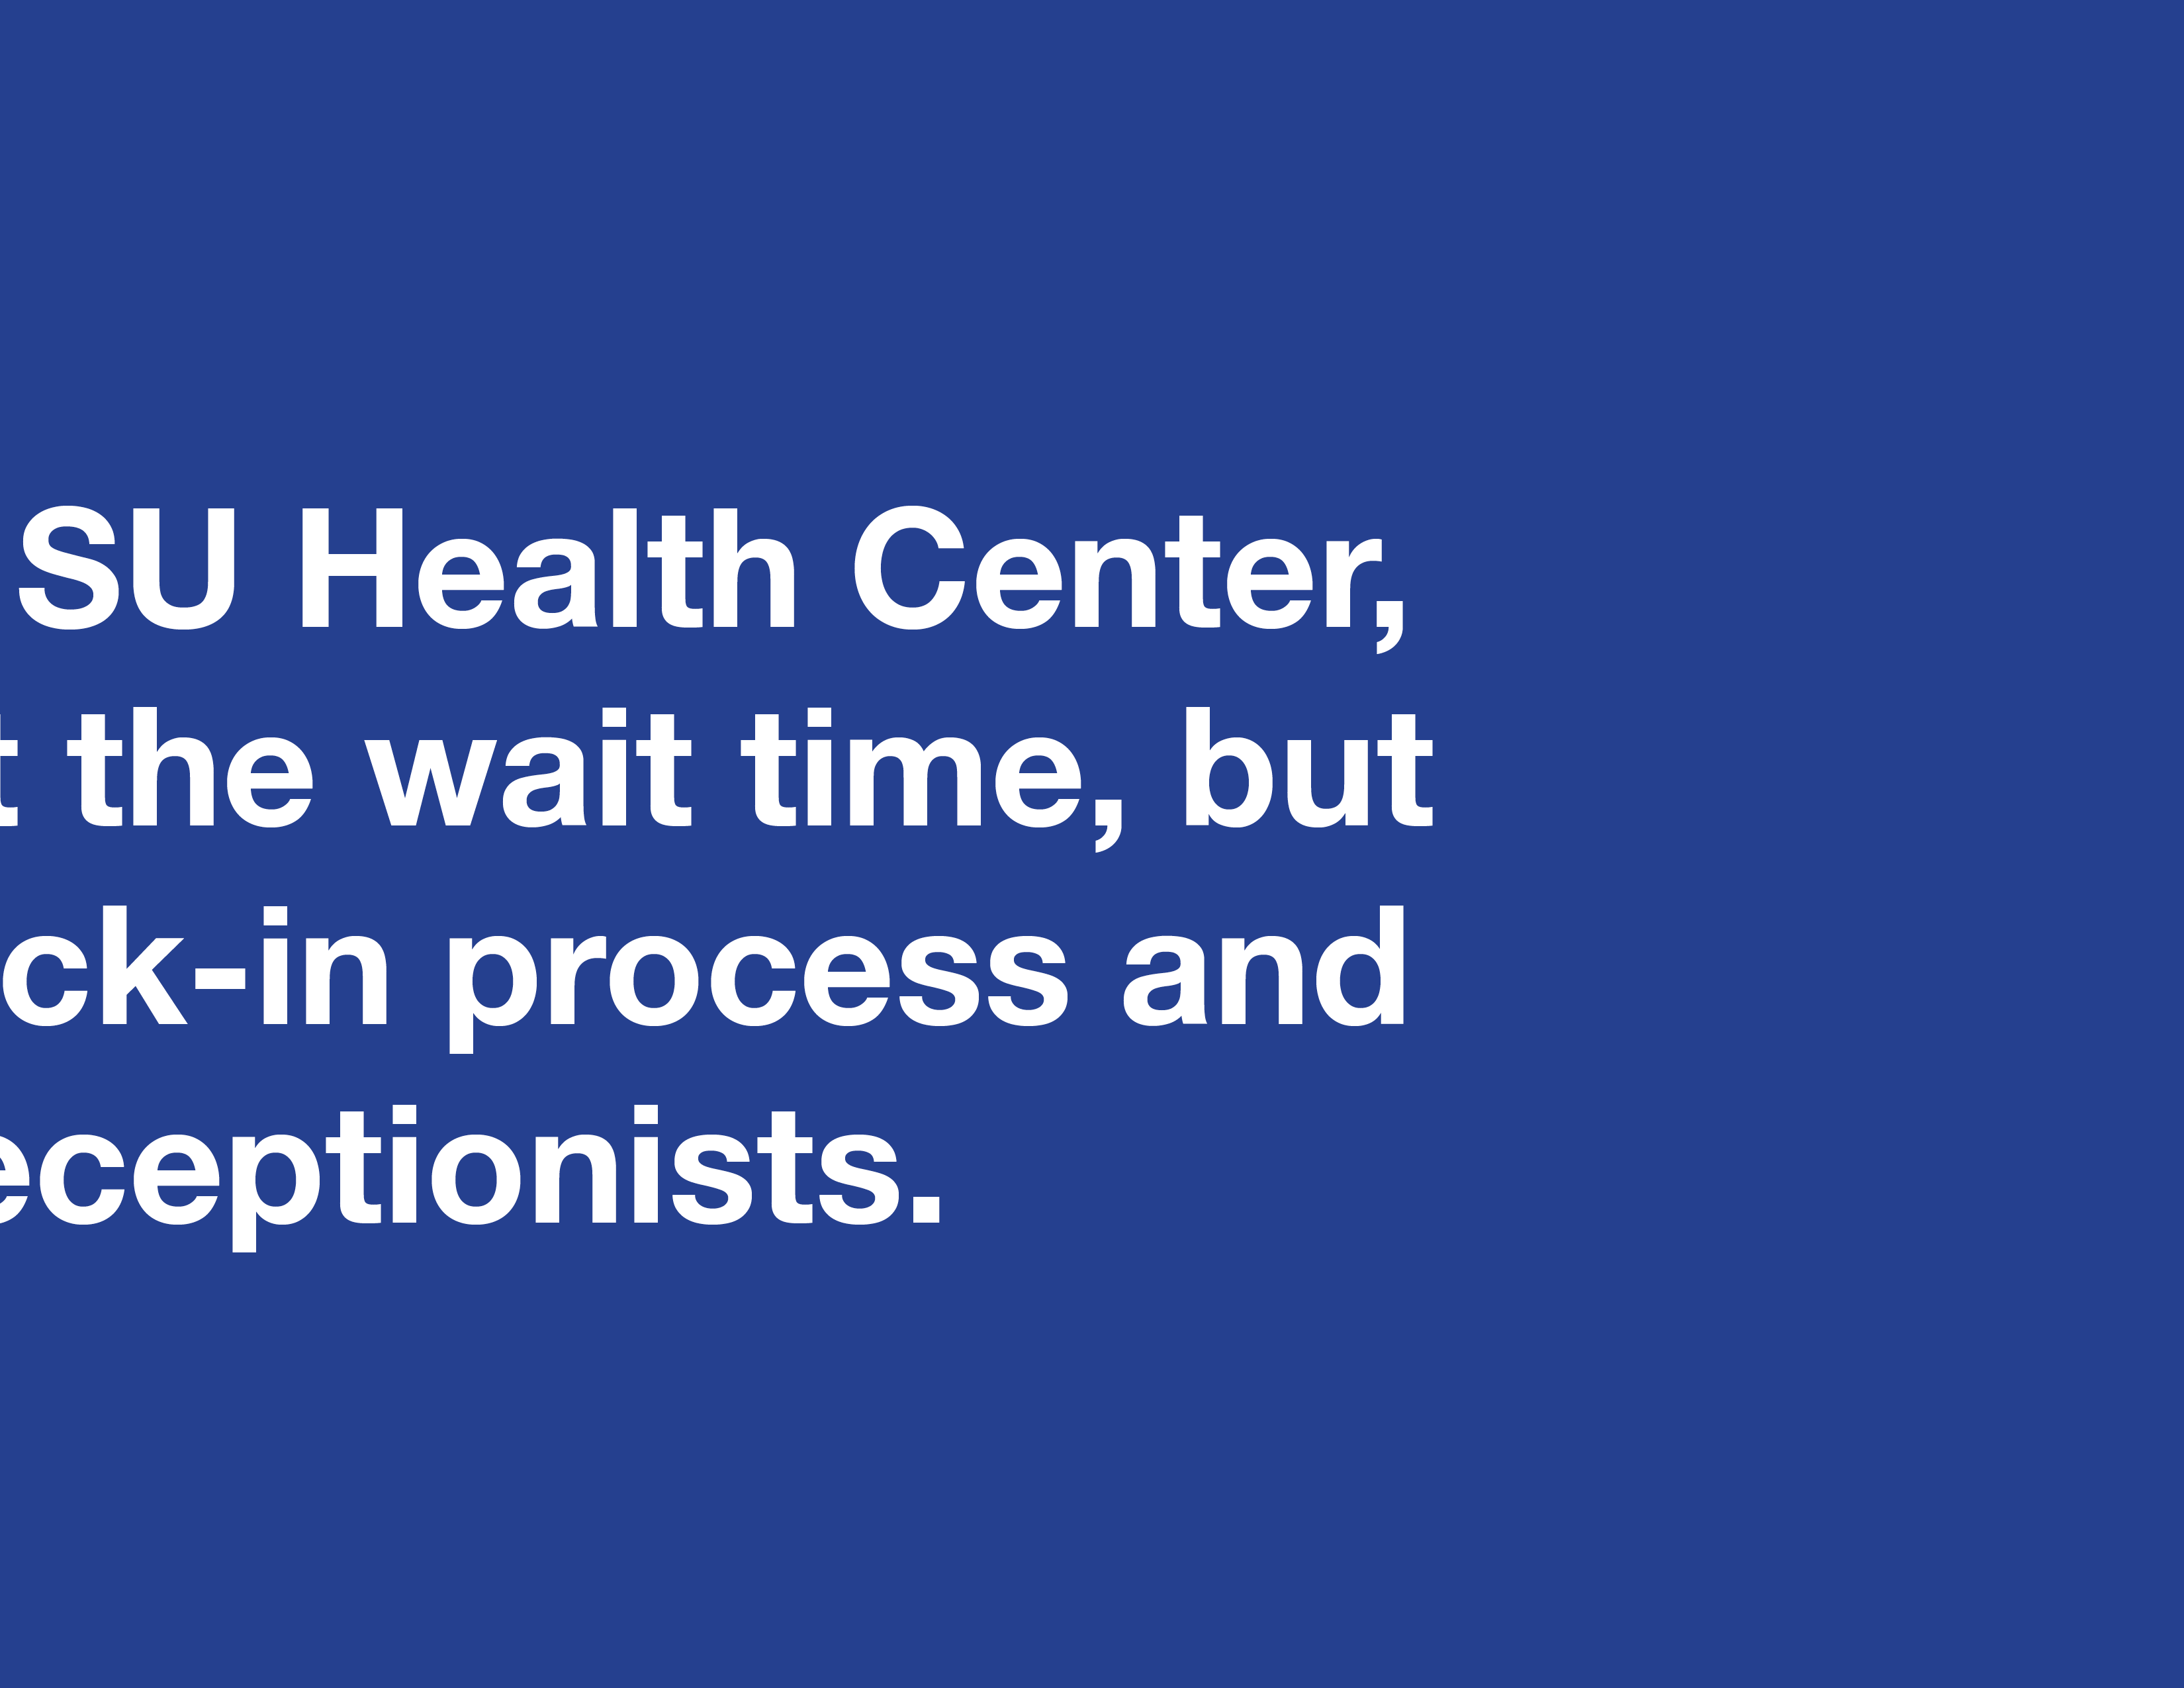 SU Health Center,
the wait time, but
ck-in process and
eceptionists.